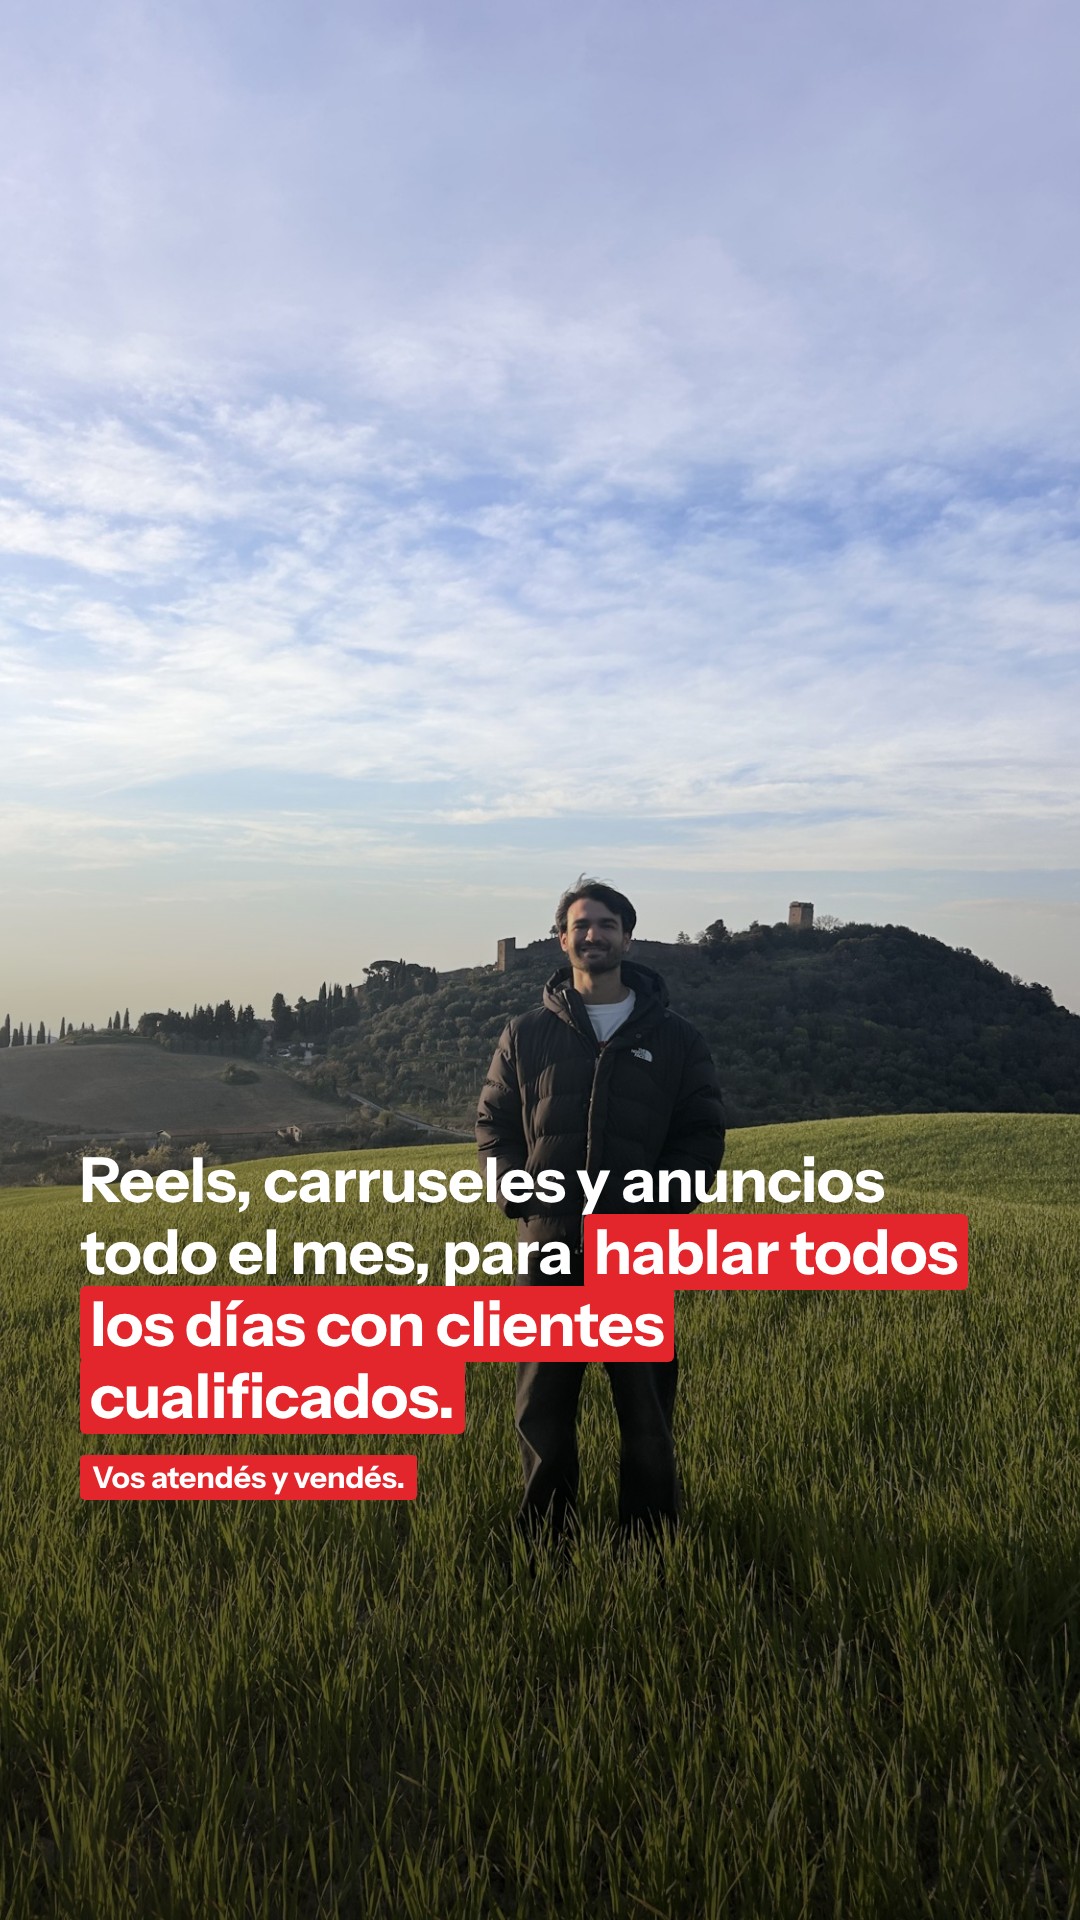 Reels, carruseles y anuncios
todo el mes, para hablar todos
los días con clientes
cualificados.
Vos atendés y vendés.